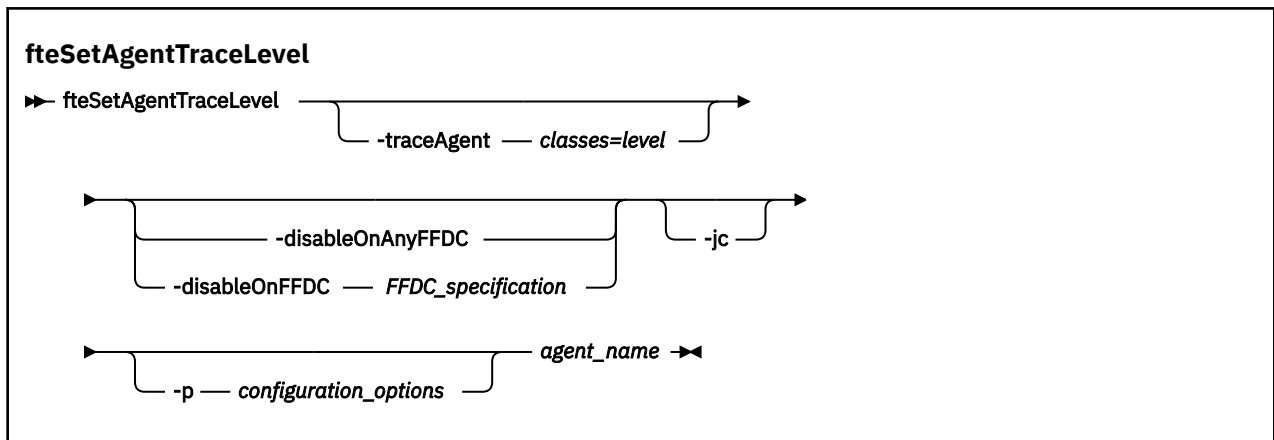 fteSetAgentTraceLevel
fteSetAgentTraceLevel
-traceAgent classes=level
-disableOnAnyFFDC
-jc
-disableOnFFDC FFDC_specification
agent_name
-p configuration_options